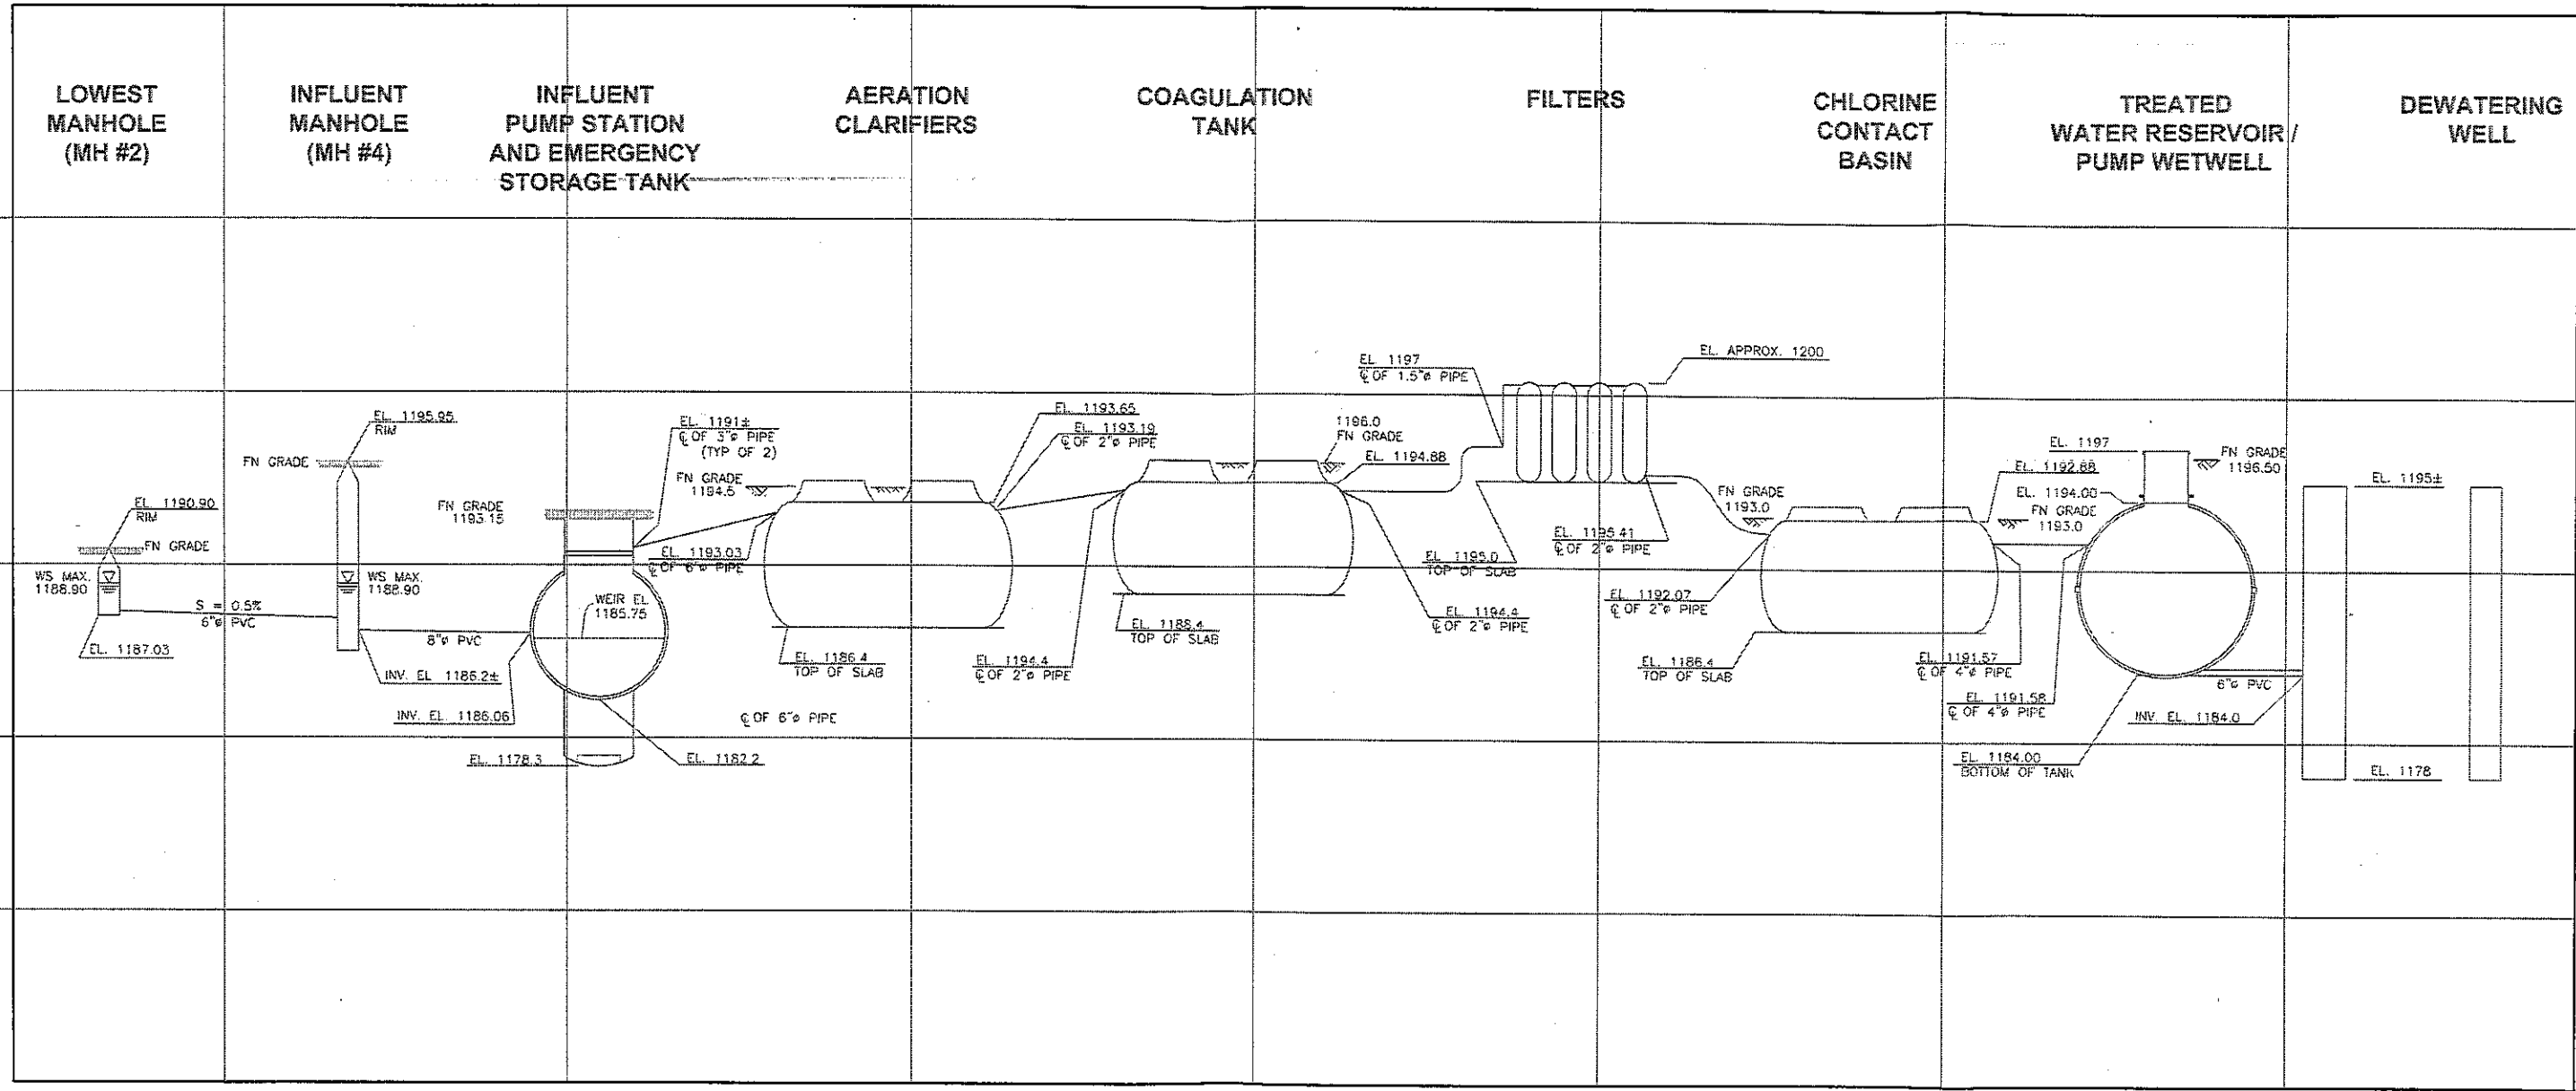 LOWEST
MANHOLE
(MH #2)
INFLUENT
MANHOLE
(MH #4)
INFLUENT
PUMP STATION
AND EMERGENCY
STORAGE TANK
AERATION
CLARIFIERS
COAGULATION
TANK
FILTERS
CHLORINE
CONTACT
BASIN
TREATED
WATER RESERVOIR /
PUMP WETWELL
DEWATERING
WELL
EL. 1190.90
RIM
FN GRADE
WS MAX.
1188.90
S = 0.5%
6"ø PVC
EL. 1187.03
EL. 1195.95
RIM
FN GRADE
WS MAX.
1188.90
8"ø PVC
INV. EL 1186.2±
INV. EL. 1186.06
FN GRADE
1193.15
EL. 1191±
℄ OF 3"ø PIPE
(TYP OF 2)
WEIR EL
1185.75
EL. 1178.3
EL. 1182.2
FN GRADE
1194.5
EL. 1193.03
℄ OF 6"ø PIPE
℄ OF 6"ø PIPE
EL. 1186.4
TOP OF SLAB
EL. 1193.65
EL. 1193.19
℄ OF 2"ø PIPE
EL. 1194.4
℄ OF 2"ø PIPE
1196.0
FN GRADE
EL. 1194.88
EL. 1188.4
TOP OF SLAB
EL. 1194.4
℄ OF 2"ø PIPE
EL. 1197
℄ OF 1.5"ø PIPE
EL. APPROX. 1200
EL. 1195.0
TOP OF SLAB
EL. 1195.41
℄ OF 2"ø PIPE
FN GRADE
1193.0
EL. 1192.07
℄ OF 2"ø PIPE
EL. 1186.4
TOP OF SLAB
EL. 1192.88
EL. 1191.57
℄ OF 4"ø PIPE
EL. 1197
FN GRADE
1196.50
EL. 1194.00
FN GRADE
1193.0
EL. 1191.58
℄ OF 4"ø PIPE
EL. 1184.00
BOTTOM OF TANK
6"ø PVC
INV. EL. 1184.0
EL. 1195±
EL. 1178